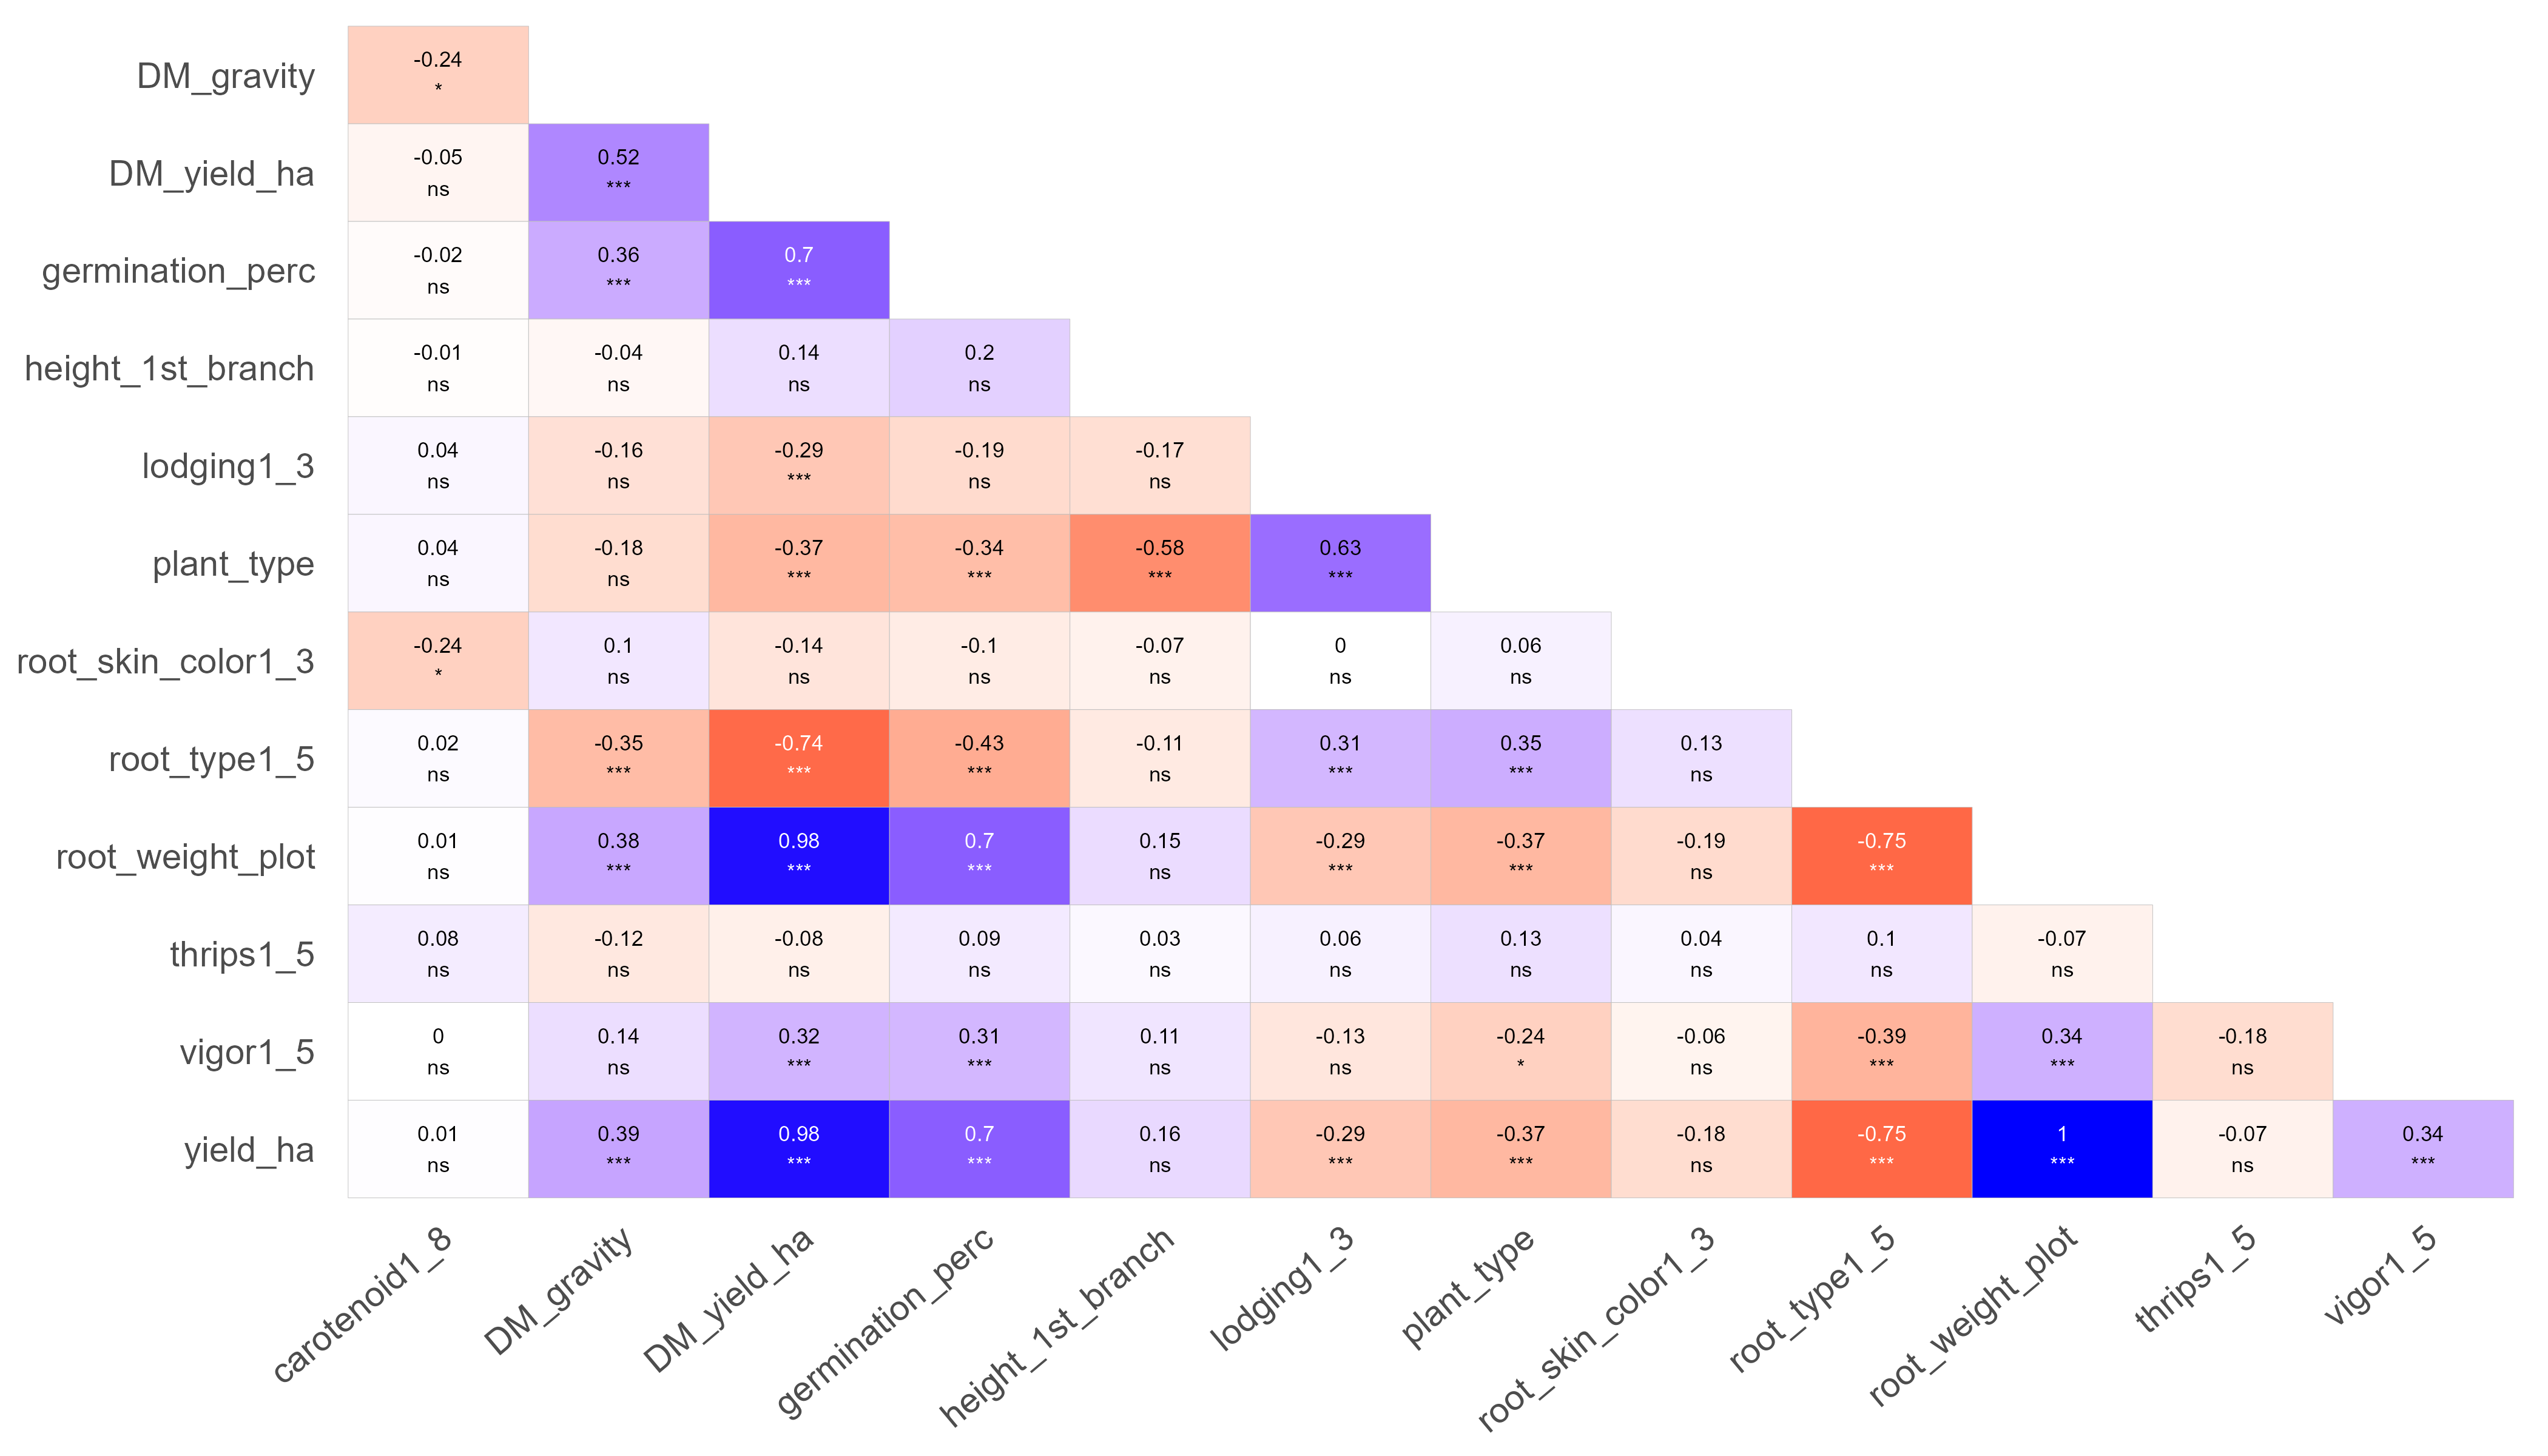 DM_gravity
-0.24
*
DM_yield_ha
-0.05 0.52
ns ***
germination_perc
-0.02 0.36 0.7
ns *** ***
height_1st_branch
-0.01 -0.04 0.14 0.2
ns ns ns ns
lodging1_3
0.04 -0.16 -0.29 -0.19 -0.17
ns ns *** ns ns
plant_type
0.04 -0.18 -0.37 -0.34 -0.58 0.63
ns ns *** *** *** ***
root_skin_color1_3
-0.24 0.1 -0.14 -0.1 -0.07 0 0.06
* ns ns ns ns ns ns
root_type1_5
0.02 -0.35 -0.74 -0.43 -0.11 0.31 0.35 0.13
ns *** *** *** ns *** *** ns
root_weight_plot
0.01 0.38 0.98 0.7 0.15 -0.29 -0.37 -0.19 -0.75
ns *** *** *** ns *** *** ns ***
thrips1_5
0.08 -0.12 -0.08 0.09 0.03 0.06 0.13 0.04 0.1 -0.07
ns ns ns ns ns ns ns ns ns ns
vigor1_5
0 0.14 0.32 0.31 0.11 -0.13 -0.24 -0.06 -0.39 0.34 -0.18
ns ns *** *** ns ns * ns *** *** ns
yield_ha
0.01 0.39 0.98 0.7 0.16 -0.29 -0.37 -0.18 -0.75 1 -0.07 0.34
ns *** *** *** ns *** *** ns *** *** ns ***
carotenoid1_8
DM_gravity
DM_yield_ha
germination_perc
height_1st_branch
lodging1_3
plant_type
root_skin_color1_3
root_type1_5
root_weight_plot
thrips1_5
vigor1_5